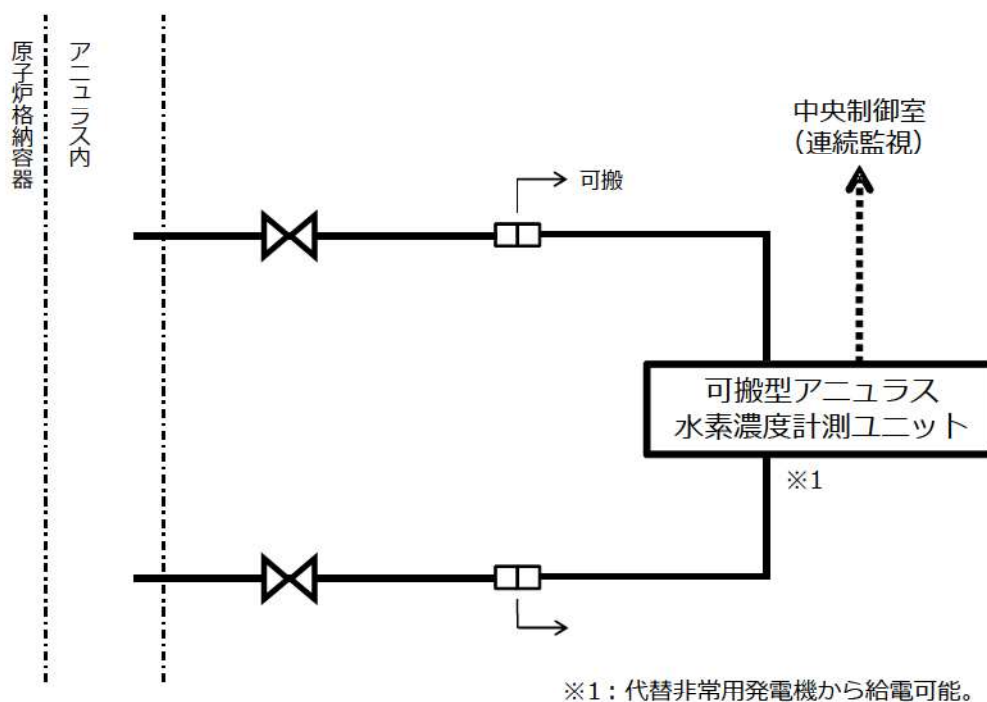 原子炉格納容器
アニュラス内
中央制御室
（連続監視）
可搬
可搬型アニュラス
水素濃度計測ユニット
※1
※1：代替非常用発電機から給電可能。